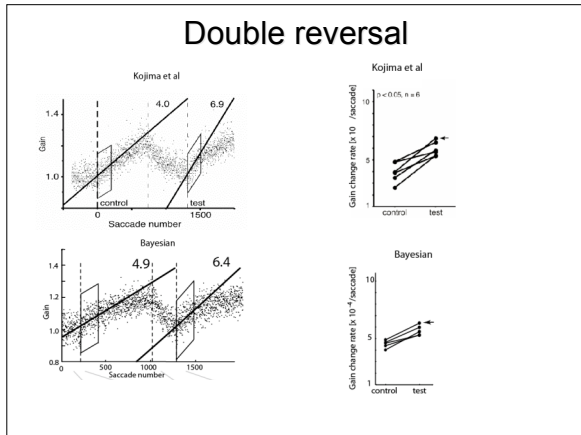 Double reversal
Kojima et al
4.0 6.9
1.4
1.2
1.0
Gain
control test
0 1500
Saccade number
Bayesian
4.9 6.4
1.4
1.2
1.0
0.8
Gain
0 500 1000 1500
Saccade number
Kojima et al
p < 0.05, n = 6
10
5
1
Gain change rate [x 10 /saccade]
control test
Bayesian
10
5
1
Gain change rate [x 10⁻⁴/saccade]
control test